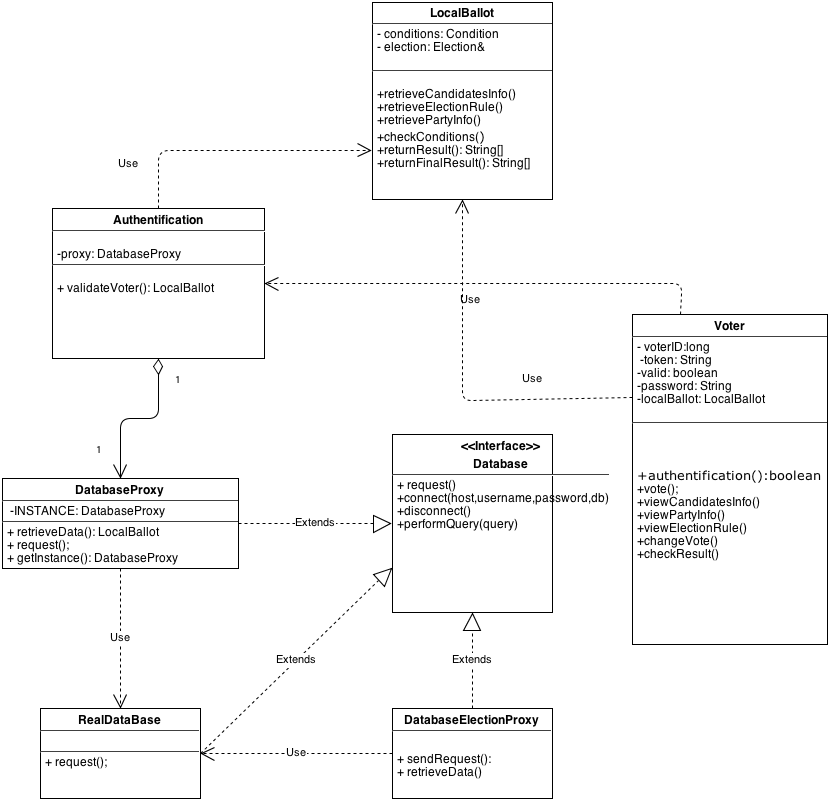 LocalBallot
- conditions: Condition
- election: Election&
+retrieveCandidatesInfo()
+retrieveElectionRule()
+retrievePartyInfo()
+checkConditions()
+returnResult(): String[]
+returnFinalResult(): String[]
Use
Authentification
-proxy: DatabaseProxy
+ validateVoter(): LocalBallot
Use
Voter
- voterID:long
-token: String
-valid: boolean
-password: String
-localBallot: LocalBallot
+authentification():boolean
+vote();
+viewCandidatesInfo()
+viewPartyInfo()
+viewElectionRule()
+changeVote()
+checkResult()
Use
1
1
<<Interface>>
Database
+ request()
+connect(host,username,password,db)
+disconnect()
+performQuery(query)
DatabaseProxy
-INSTANCE: DatabaseProxy
+ retrieveData(): LocalBallot
+ request();
+ getInstance(): DatabaseProxy
Extends
Use
Extends
Extends
RealDataBase
+ request();
Use
DatabaseElectionProxy
+ sendRequest():
+ retrieveData()